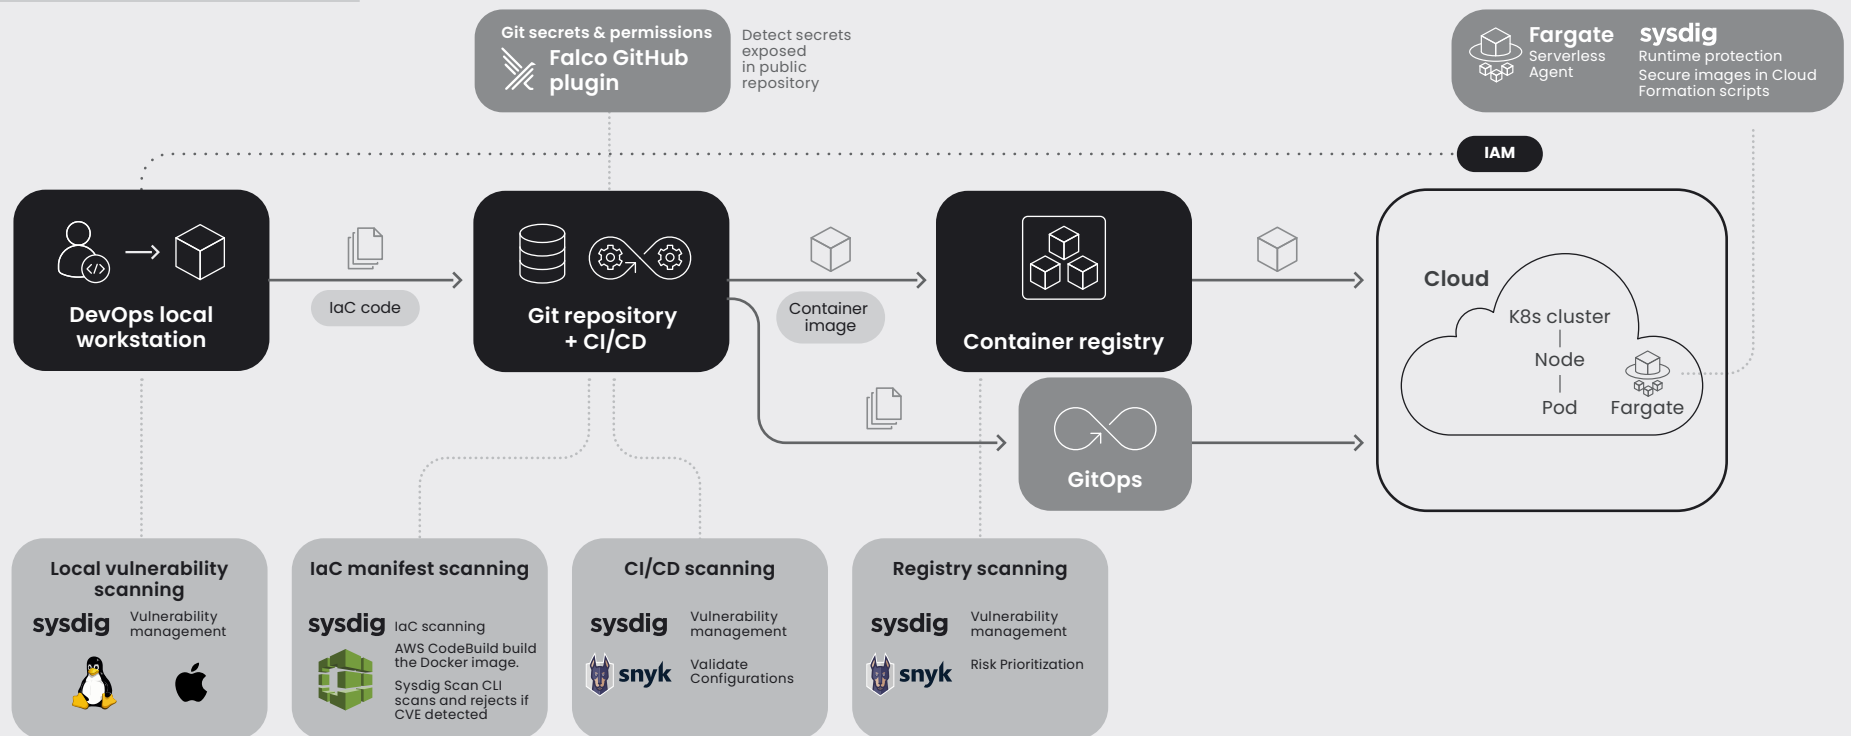 Git secrets & permissions
Falco GitHub
plugin
Detect secrets
exposed
in public
repository
Fargate
Serverless
Agent
sysdig
Runtime protection
Secure images in Cloud
Formation scripts
IAM
DevOps local
workstation
IaC code
Git repository
+ CI/CD
Container
image
Container registry
GitOps
Cloud
K8s cluster
Node
Pod
Fargate
Local vulnerability
scanning
sysdig
Vulnerability
management
IaC manifest scanning
sysdig
IaC scanning
AWS CodeBuild build
the Docker image.
Sysdig Scan CLI
scans and rejects if
CVE detected
CI/CD scanning
sysdig
Vulnerability
management
snyk
Validate
Configurations
Registry scanning
sysdig
Vulnerability
management
snyk
Risk Prioritization